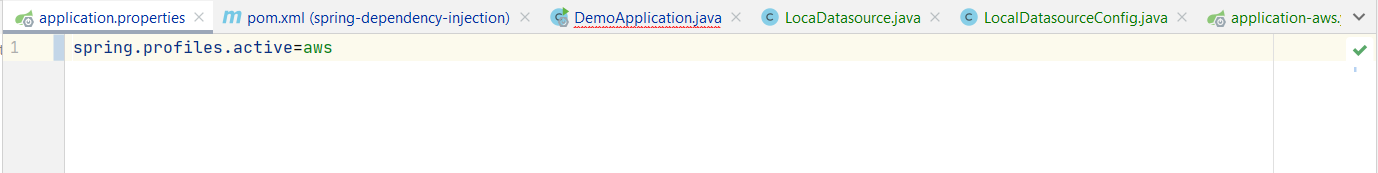 application.properties
pom.xml (spring-dependency-injection)
DemoApplication.java
LocaDatasource.java
LocalDatasourceConfig.java
application-aws.
1
spring.profiles.active=aws